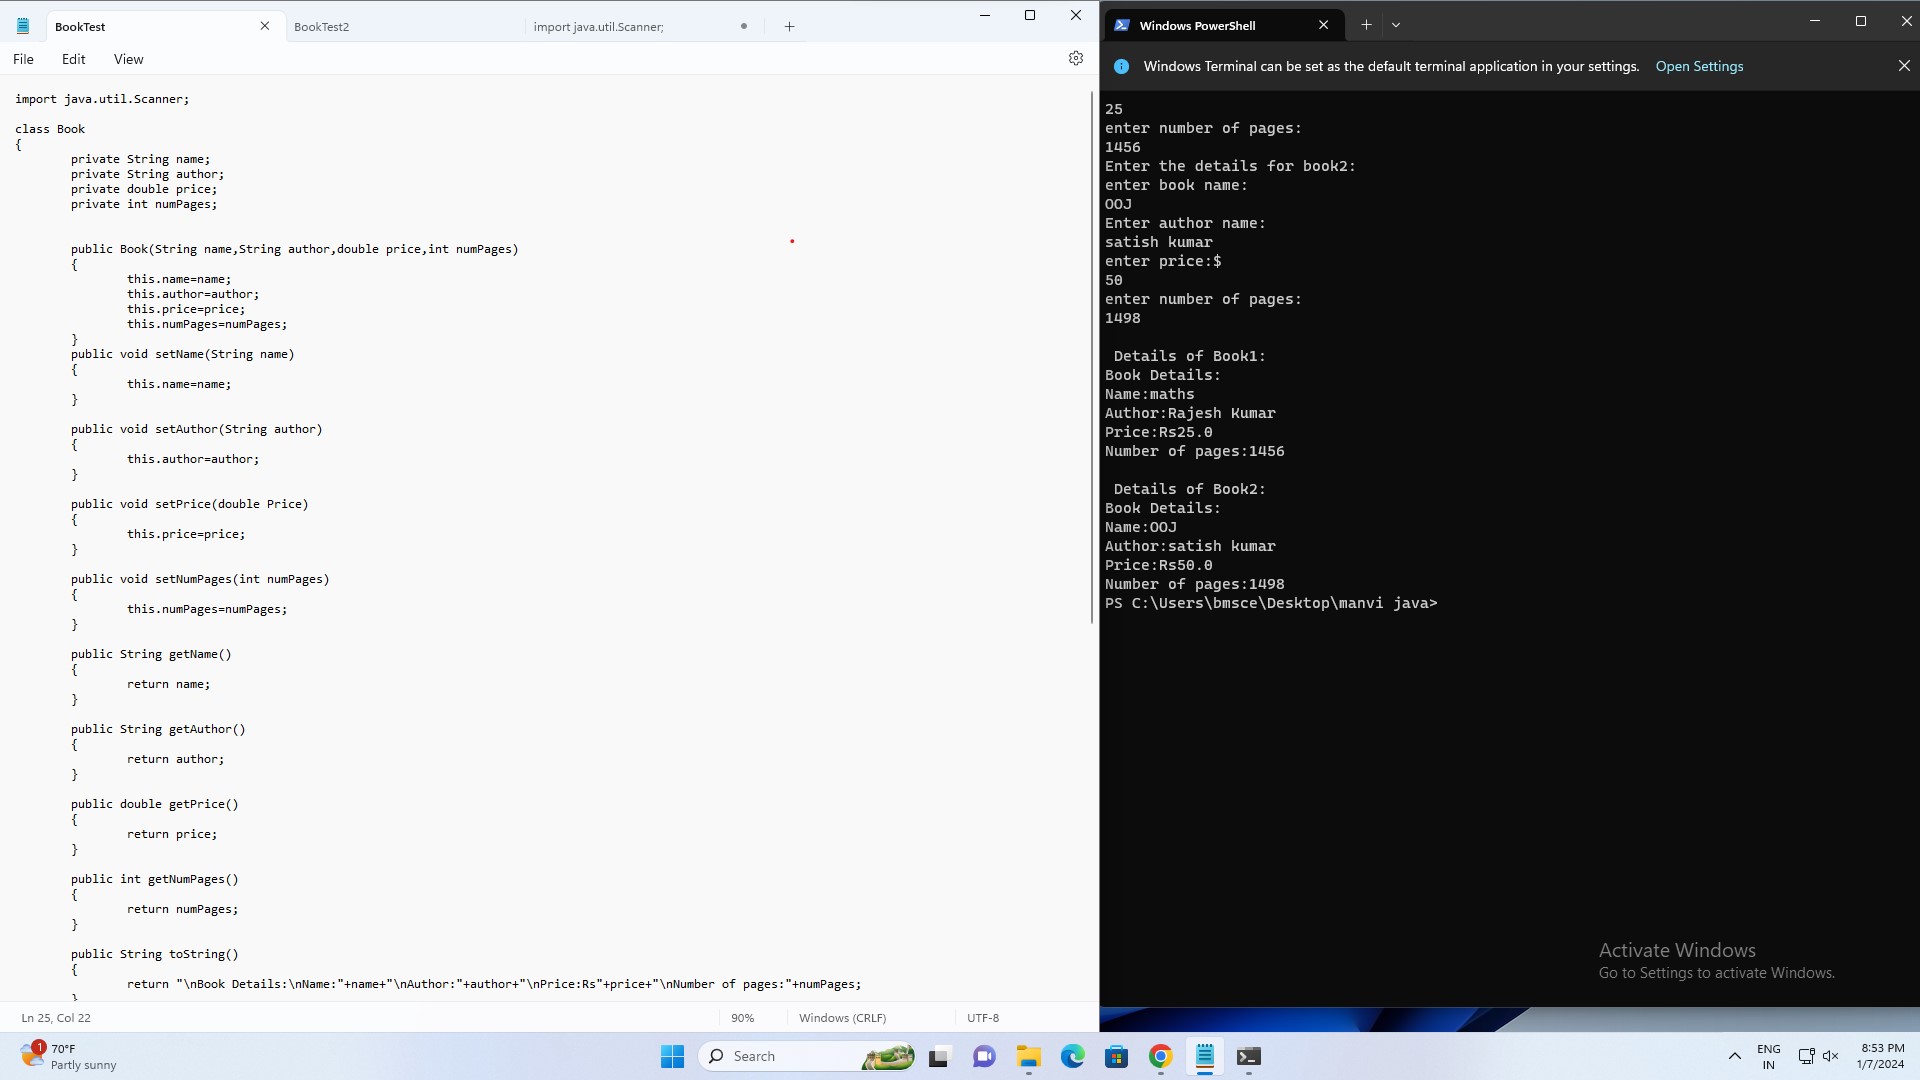 BookTest
BookTest2
import java.util.Scanner;
File Edit View
import java.util.Scanner;
class Book
{
private String name;
private String author;
private double price;
private int numPages;
public Book(String name,String author,double price,int numPages)
{
this.name=name;
this.author=author;
this.price=price;
this.numPages=numPages;
}
public void setName(String name)
{
this.name=name;
}
public void setAuthor(String author)
{
this.author=author;
}
public void setPrice(double Price)
{
this.price=price;
}
public void setNumPages(int numPages)
{
this.numPages=numPages;
}
public String getName()
{
return name;
}
public String getAuthor()
{
return author;
}
public double getPrice()
{
return price;
}
public int getNumPages()
{
return numPages;
}
public String toString()
{
return "\nBook Details:\nName:"+name+"\nAuthor:"+author+"\nPrice:Rs"+price+"\nNumber of pages:"+numPages;
}
Ln 25, Col 22
90%
Windows (CRLF)
UTF-8
Windows PowerShell
Windows Terminal can be set as the default terminal application in your settings. Open Settings
25
enter number of pages:
1456
Enter the details for book2:
enter book name:
OOJ
Enter author name:
satish kumar
enter price:$
50
enter number of pages:
1498
Details of Book1:
Book Details:
Name:maths
Author:Rajesh Kumar
Price:Rs25.0
Number of pages:1456
Details of Book2:
Book Details:
Name:OOJ
Author:satish kumar
Price:Rs50.0
Number of pages:1498
PS C:\Users\bmsce\Desktop\manvi java>
Activate Windows
Go to Settings to activate Windows.
1
70°F
Partly sunny
Search
ENG
IN
8:53 PM
1/7/2024